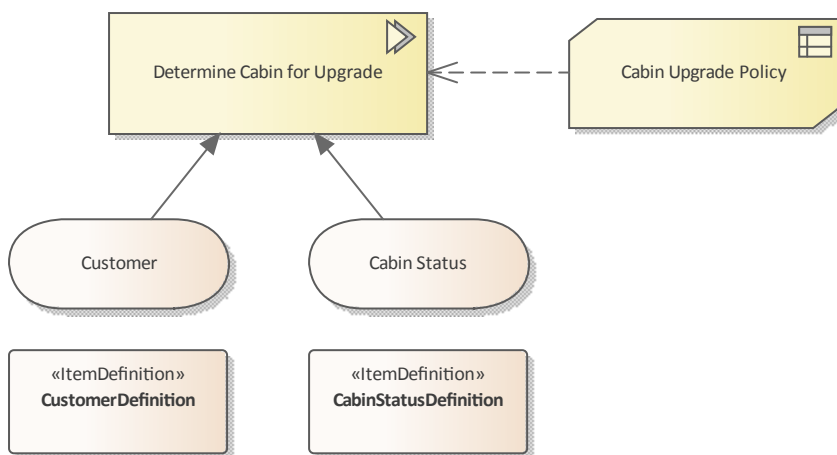 Determine Cabin for Upgrade
Cabin Upgrade Policy
Customer
Cabin Status
«ItemDefinition»
CustomerDefinition
«ItemDefinition»
CabinStatusDefinition